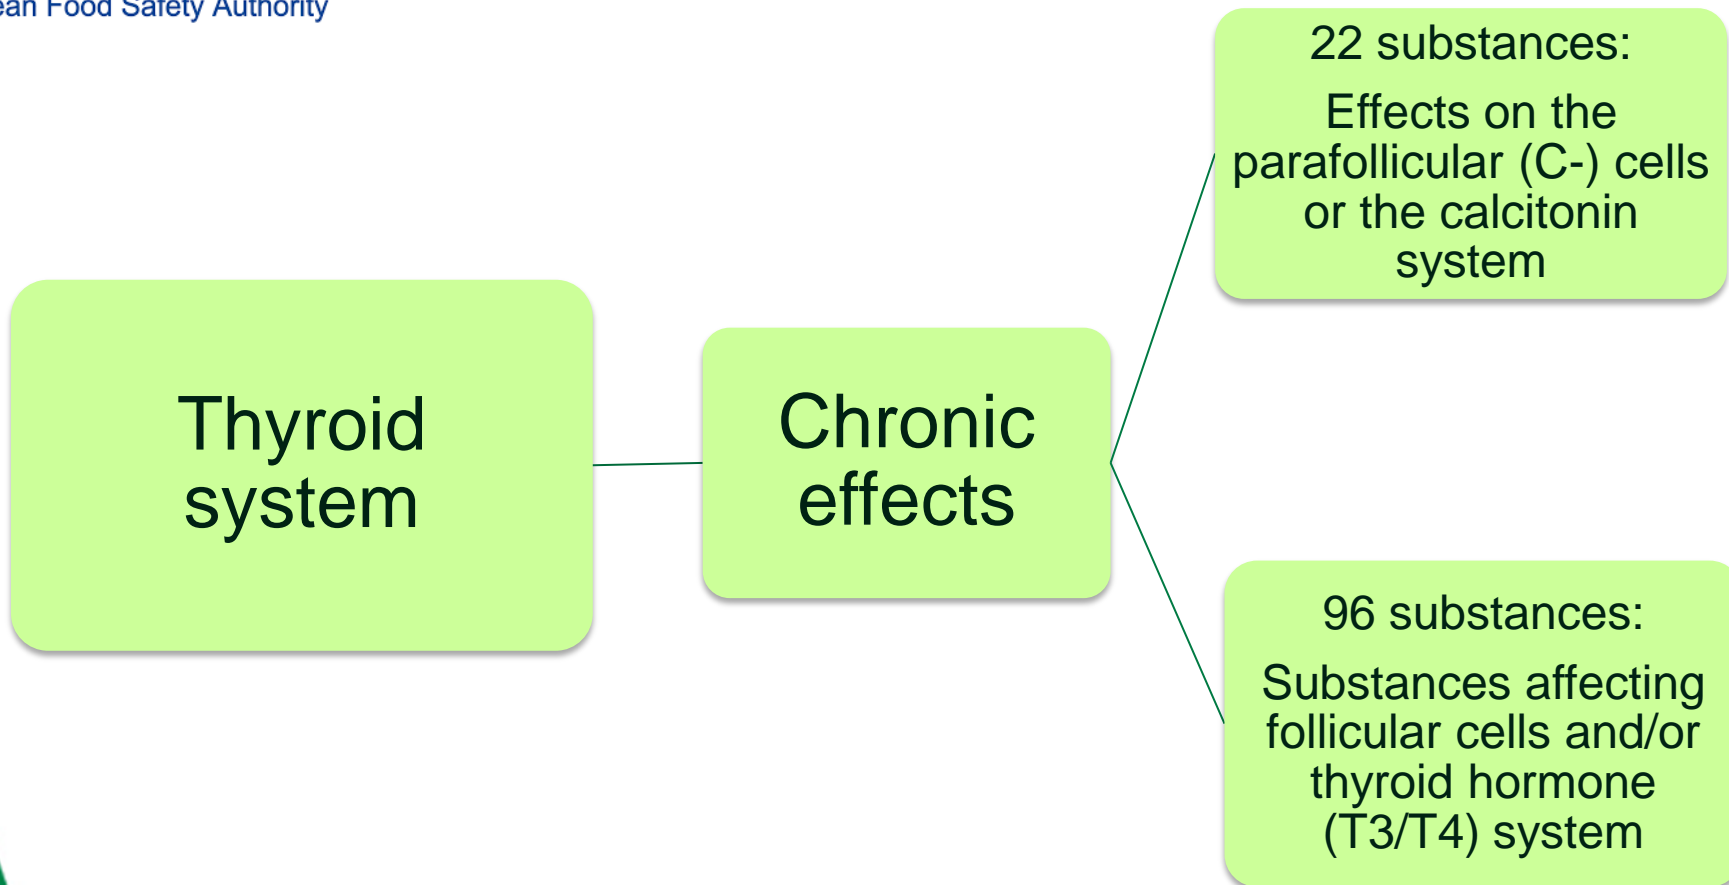 Food Safety Authority
22 substances:
Effects on the
parafollicular (C-) cells
or the calcitonin
system
Thyroid
system
Chronic
effects
96 substances:
Substances affecting
follicular cells and/or
thyroid hormone
(T3/T4) system